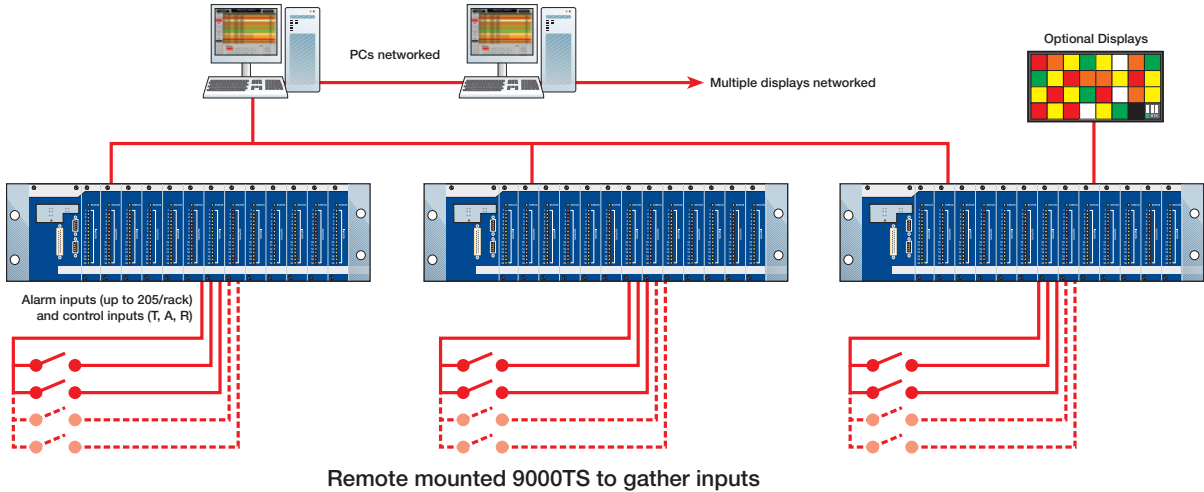 PCs networked
Multiple displays networked
Optional Displays
Alarm inputs (up to 205/rack)
and control inputs (T, A, R)
Remote mounted 9000TS to gather inputs